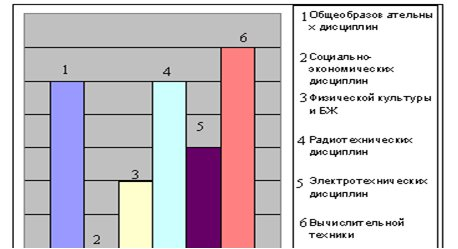 6
1
4
5
3
2
1 Общеобразов ательны
х дисциплин
2 Социально-
экономических
дисциплин
3 Физической культуры
и БЖ
4 Радиотехнических
дисциплин
5 Электротехнических
дисциплин
6 Вычислительной
техники